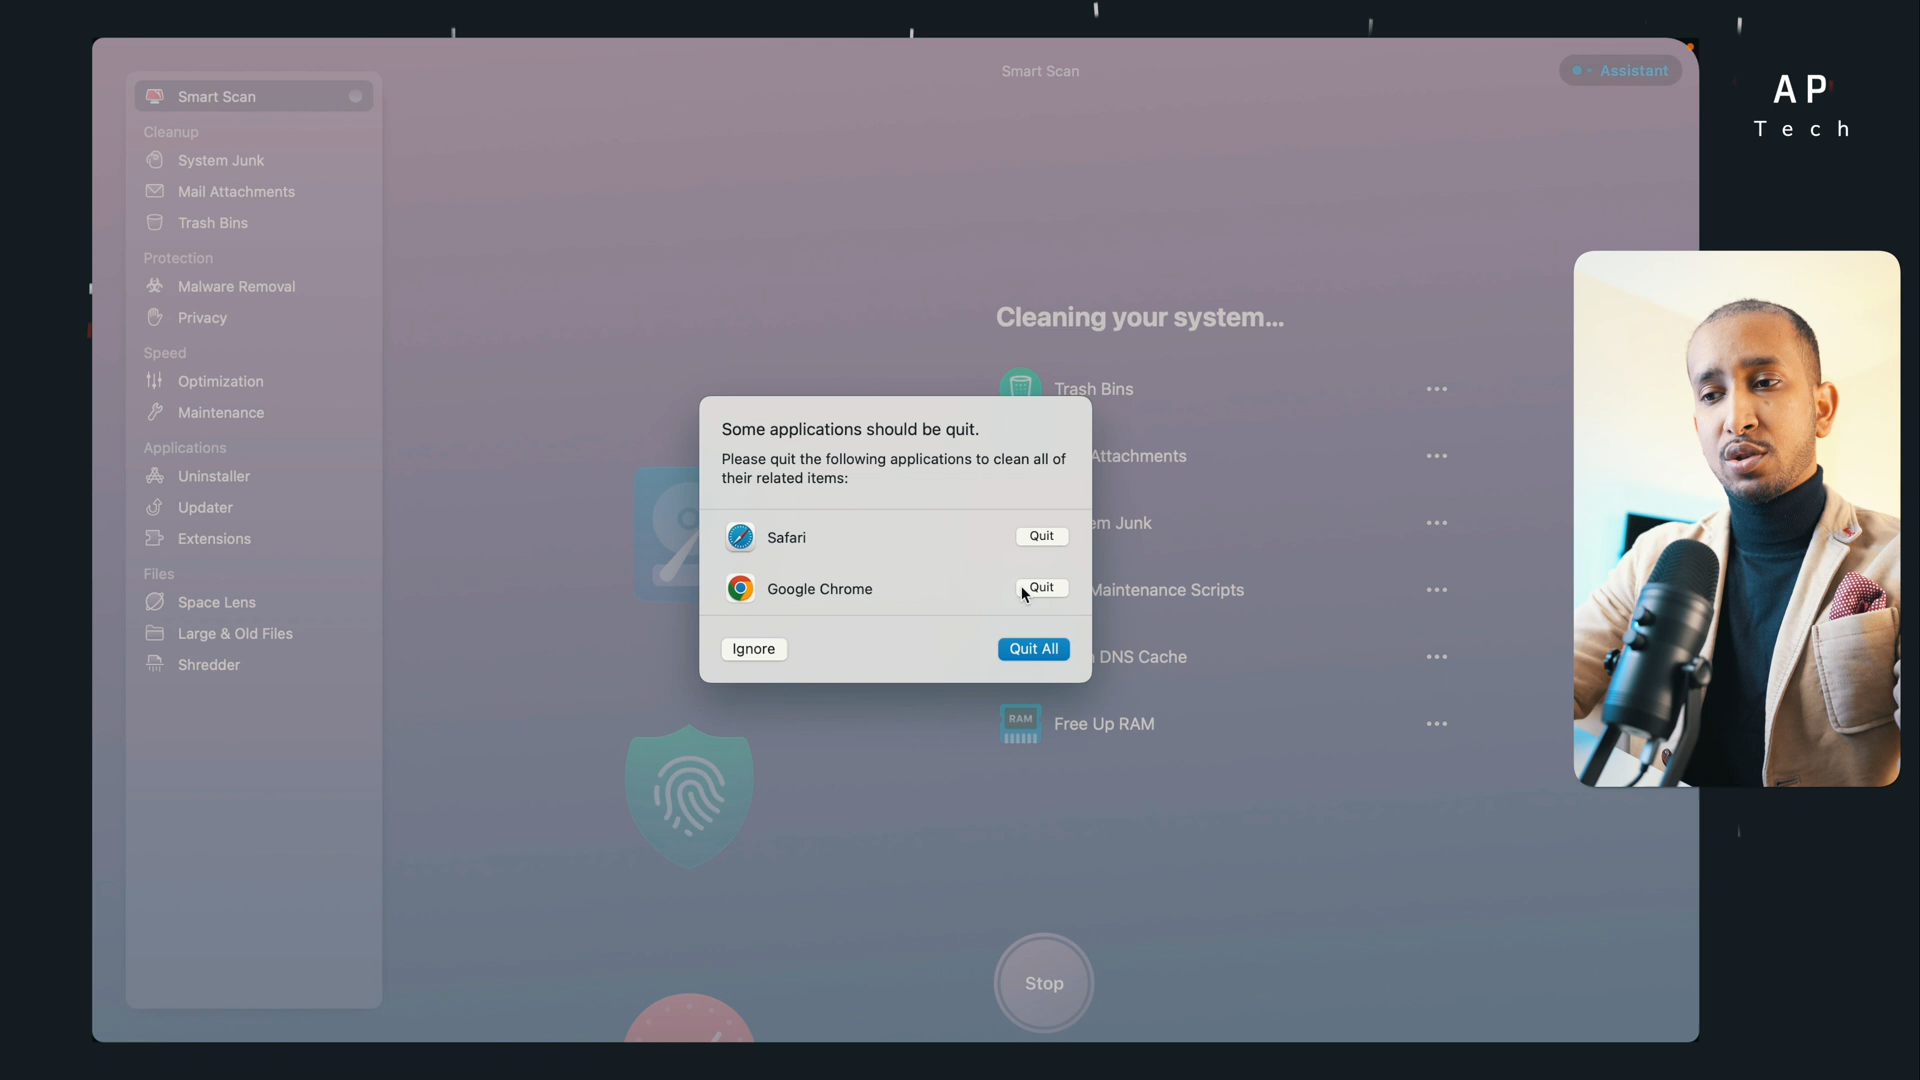 Smart Scan
Assistant
AP
Tech
Smart Scan
Cleanup
System Junk
Mail Attachments
Trash Bins
Protection
Malware Removal
Privacy
Speed
Optimization
Maintenance
Applications
Uninstaller
Updater
Extensions
Files
Space Lens
Large & Old Files
Shredder
Cleaning your system...
Trash Bins
Attachments
em Junk
Maintenance Scripts
DNS Cache
RAM
Free Up RAM
Some applications should be quit.
Please quit the following applications to clean all of
their related items:
Safari
Quit
Google Chrome
Quit
Ignore
Quit All
Stop